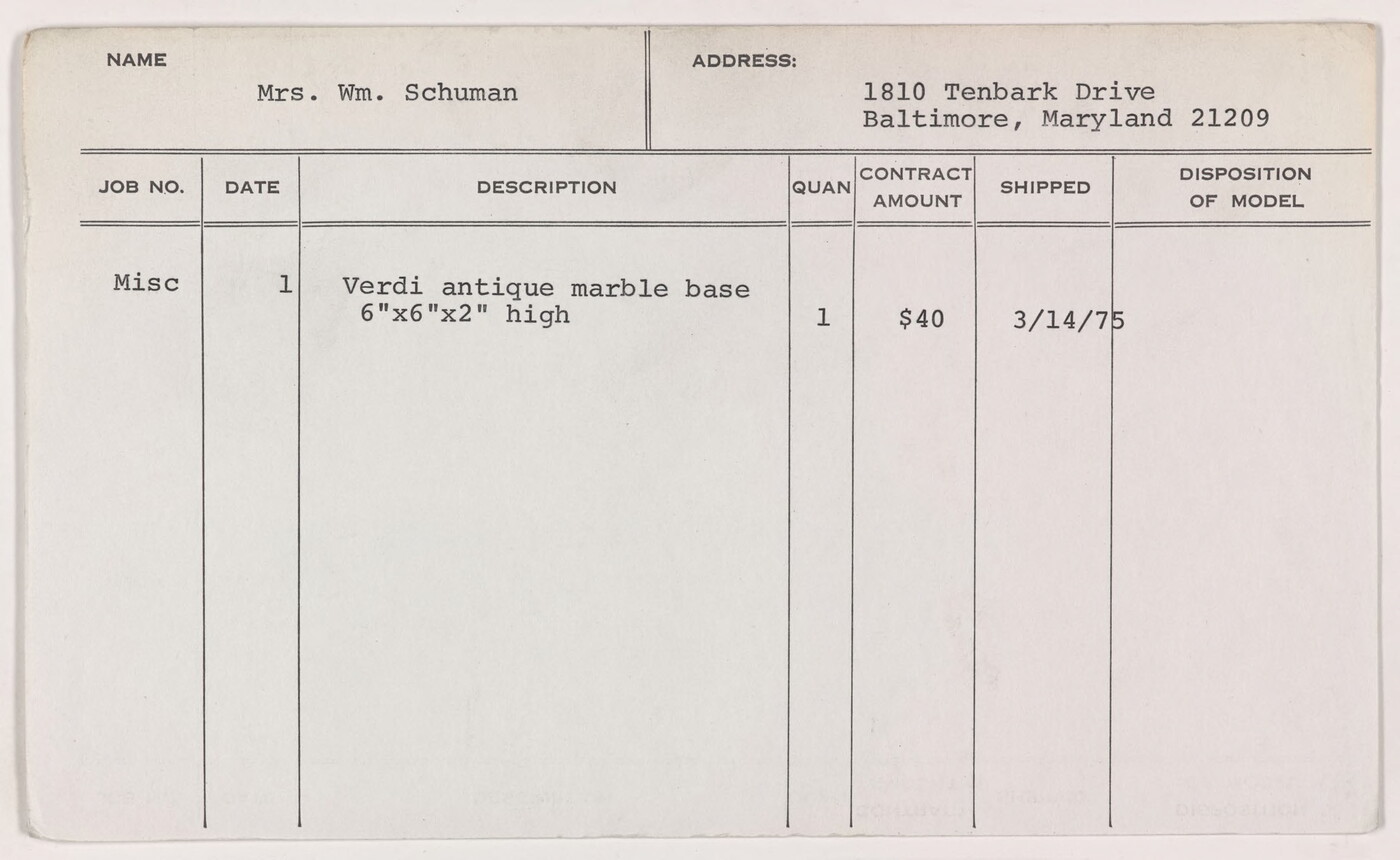 NAME
Mrs. Wm. Schuman
ADDRESS:
1810 Tenbark Drive
Baltimore, Maryland 21209
JOB NO. DATE DESCRIPTION QUAN CONTRACT AMOUNT SHIPPED DISPOSITION OF MODEL
Misc 1 Verdi antique marble base
6"x6"x2" high 1 $40 3/14/75